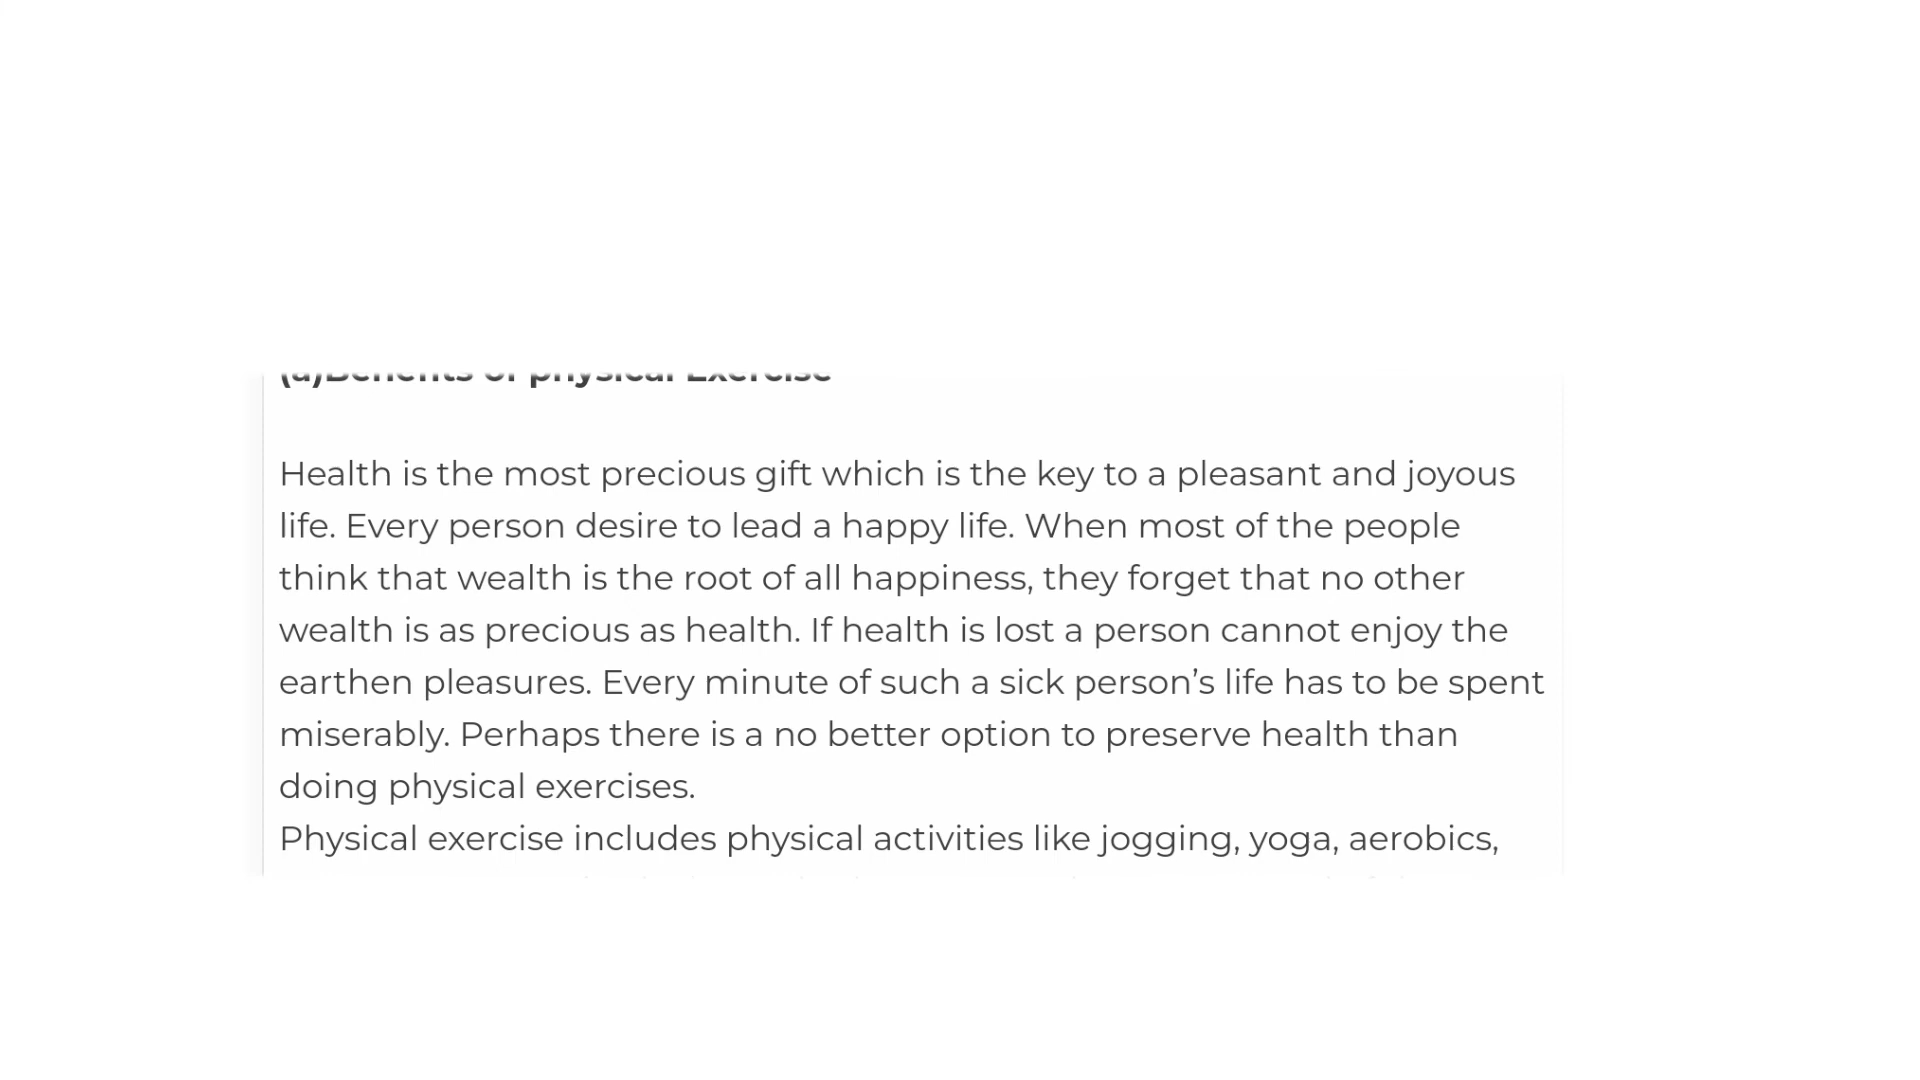 (a)Benefits of physical Exercise
Health is the most precious gift which is the key to a pleasant and joyous
life. Every person desire to lead a happy life. When most of the people
think that wealth is the root of all happiness, they forget that no other
wealth is as precious as health. If health is lost a person cannot enjoy the
earthen pleasures. Every minute of such a sick person’s life has to be spent
miserably. Perhaps there is a no better option to preserve health than
doing physical exercises.
Physical exercise includes physical activities like jogging, yoga, aerobics,